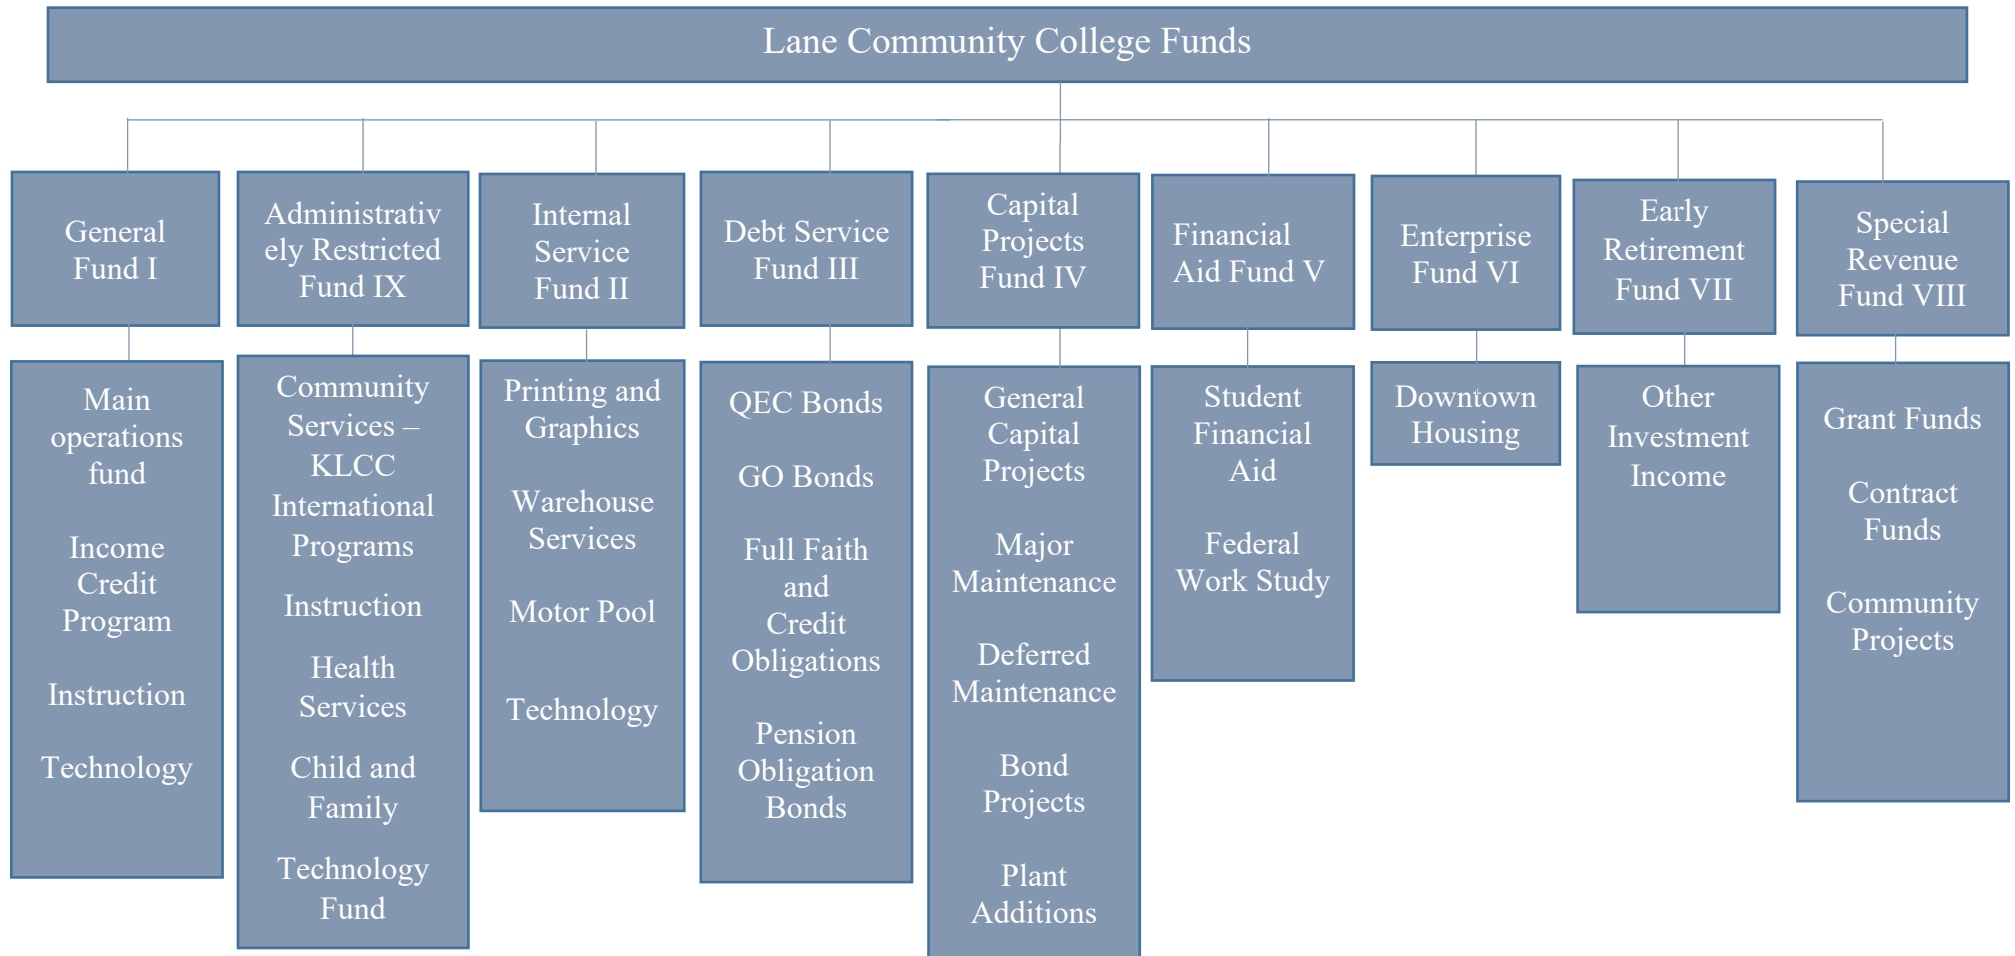 Lane Community College Funds
General
Fund I
Administrativ
ely Restricted
Fund IX
Internal
Service
Fund II
Debt Service
Fund III
Capital
Projects
Fund IV
Financial
Aid Fund V
Enterprise
Fund VI
Early
Retirement
Fund VII
Special
Revenue
Fund VIII
Main
operations
fund
Income
Credit
Program
Instruction
Technology
Community
Services –
KLCC
International
Programs
Instruction
Health
Services
Child and
Family
Technology
Fund
Printing and
Graphics
Warehouse
Services
Motor Pool
Technology
QEC Bonds
GO Bonds
Full Faith
and
Credit
Obligations
Pension
Obligation
Bonds
General
Capital
Projects
Major
Maintenance
Deferred
Maintenance
Bond
Projects
Plant
Additions
Student
Financial
Aid
Federal
Work Study
Downtown
Housing
Other
Investment
Income
Grant Funds
Contract
Funds
Community
Projects